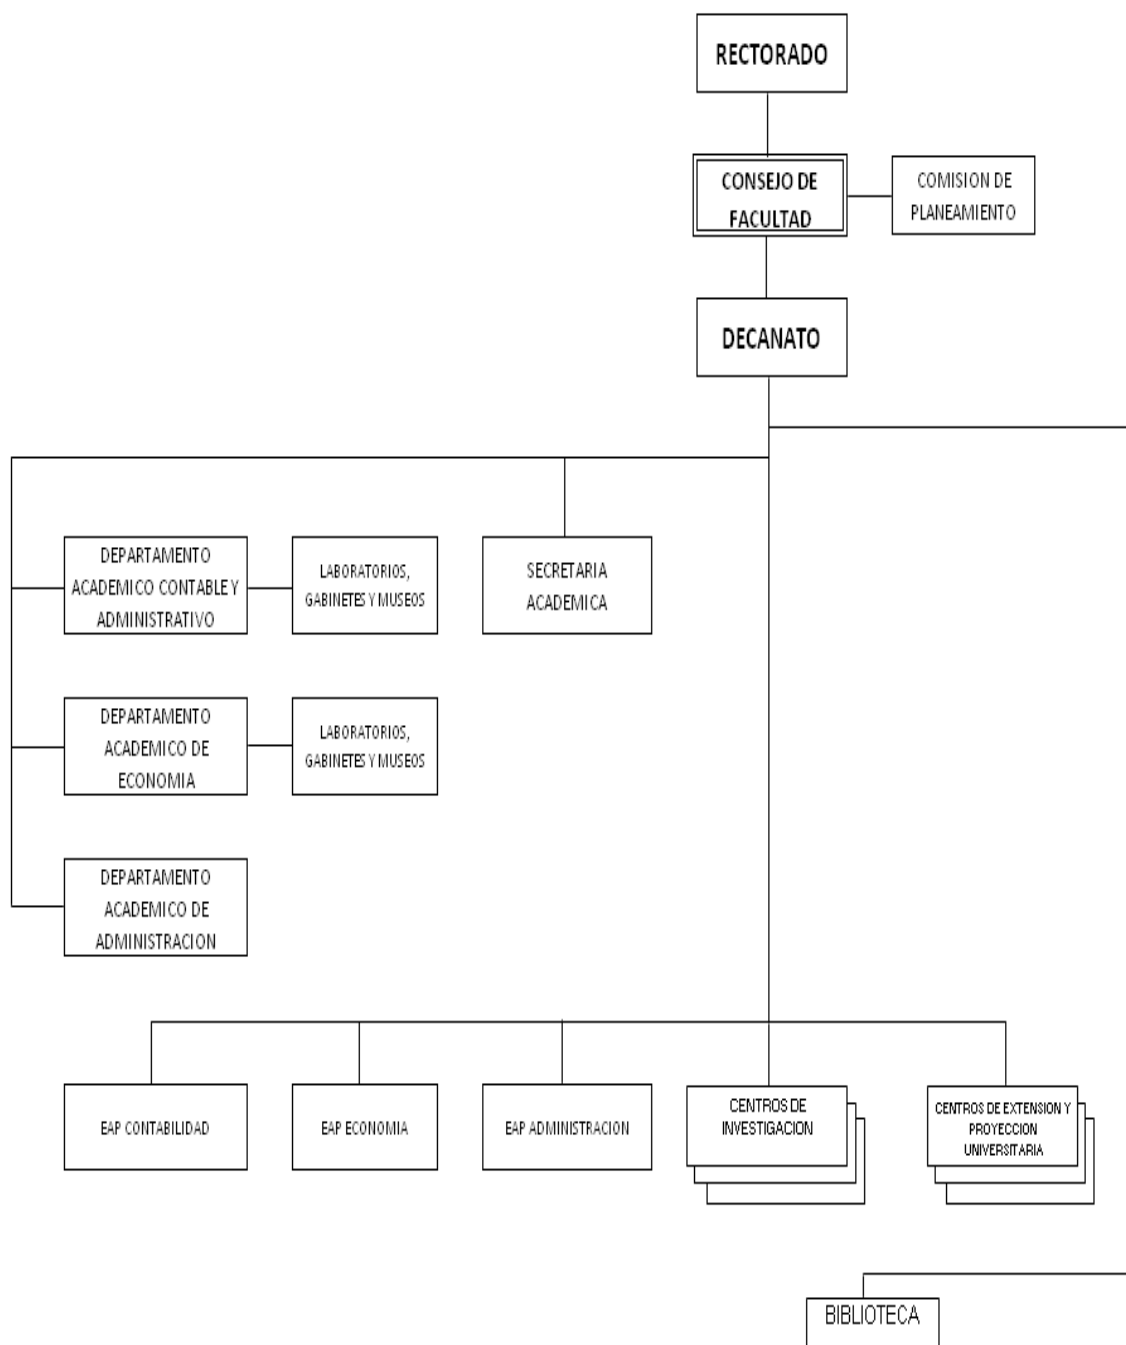 RECTORADO
CONSEJO DE
FACULTAD
COMISION DE
PLANEAMIENTO
DECANATO
DEPARTAMENTO
ACADEMICO CONTABLE Y
ADMINISTRATIVO
LABORATORIOS,
GABINETES Y MUSEOS
SECRETARIA
ACADEMICA
DEPARTAMENTO
ACADEMICO DE
ECONOMIA
LABORATORIOS,
GABINETES Y MUSEOS
DEPARTAMENTO
ACADEMICO DE
ADMINISTRACION
EAP CONTABILIDAD
EAP ECONOMIA
EAP ADMINISTRACION
CENTROS DE
INVESTIGACION
CENTROS DE EXTENSION Y
PROYECCION
UNIVERSITARIA
BIBLIOTECA